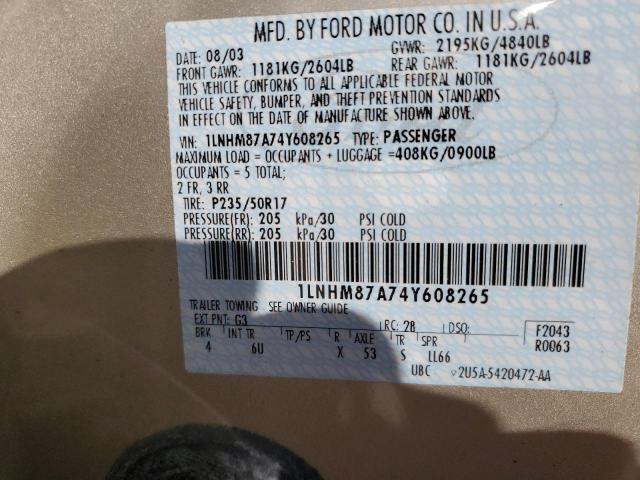 MFD. BY FORD MOTOR CO. IN U.S.A.
DATE: 08/03 GVWR: 2195KG/4840LB
FRONT GAWR: 1181KG/2604LB REAR GAWR: 1181KG/2604LB
THIS VEHICLE CONFORMS TO ALL APPLICABLE FEDERAL MOTOR
VEHICLE SAFETY, BUMPER, AND THEFT PREVENTION STANDARDS
IN EFFECT ON THE DATE OF MANUFACTURE SHOWN ABOVE.
VIN: 1LNHM87A74Y608265 TYPE: PASSENGER
MAXIMUM LOAD = OCCUPANTS + LUGGAGE =408KG/0900LB
OCCUPANTS = 5 TOTAL;
2 FR, 3 RR
TIRE: P235/50R17
PRESSURE(FR) 205 kPa/30 PSI COLD
PRESSURE(RR) 205 kPa/30 PSI COLD
1LNHM87A74Y608265
TRAILER TOWING - SEE OWNER GUIDE
EXT PNT: G3 RC: 28 DSO: F2043
BRK INT TR TP/PS R AXLE TR SPR R0063
4 6U X 53 S LL66
UBC 2U5A-5420472-AA